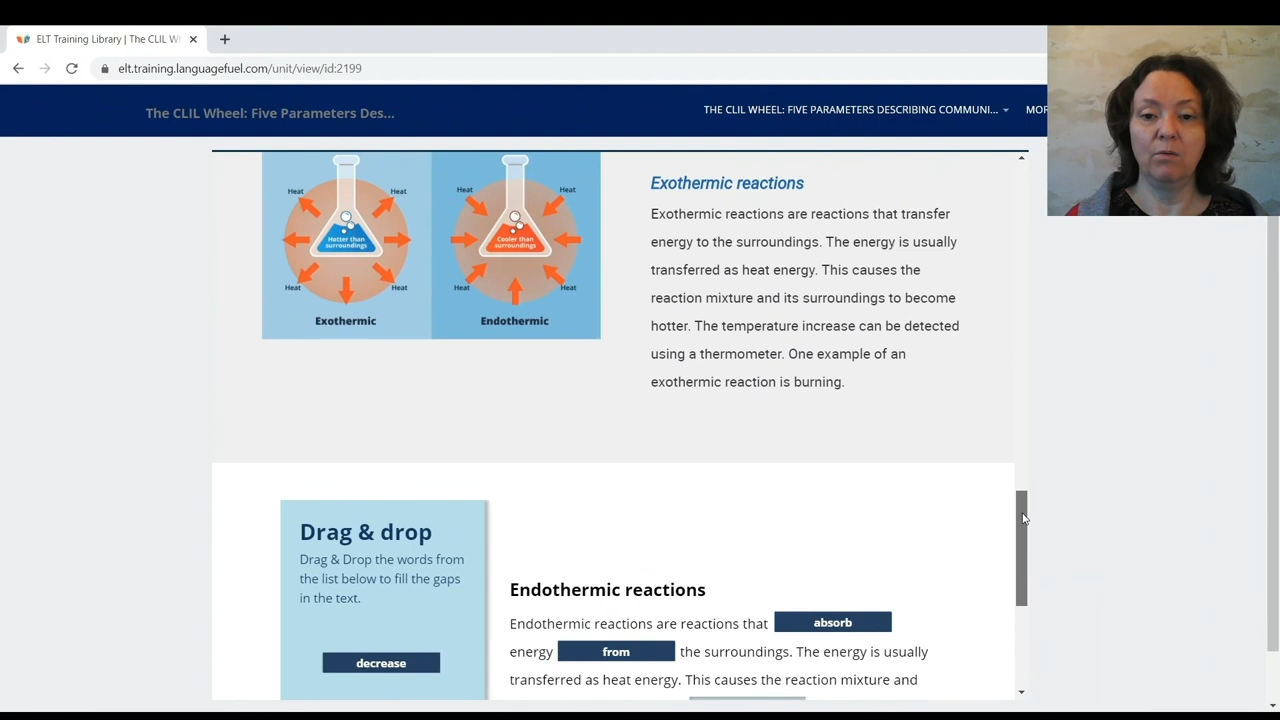 ELT Training Library | The CLIL W
elt.training.languagefuel.com/unit/view/id:2199
The CLIL Wheel: Five Parameters Des...
THE CLIL WHEEL: FIVE PARAMETERS DESCRIBING COMMUNI...
MOR
Heat
Heat
Hotter than
surroundings
Heat
Heat
Exothermic
Heat
Heat
Cooler than
surroundings
Heat
Heat
Endothermic
Exothermic reactions
Exothermic reactions are reactions that transfer
energy to the surroundings. The energy is usually
transferred as heat energy. This causes the
reaction mixture and its surroundings to become
hotter. The temperature increase can be detected
using a thermometer. One example of an
exothermic reaction is burning.
Drag & drop
Drag & Drop the words from
the list below to fill the gaps
in the text.
decrease
Endothermic reactions
Endothermic reactions are reactions that absorb
energy from the surroundings. The energy is usually
transferred as heat energy. This causes the reaction mixture and